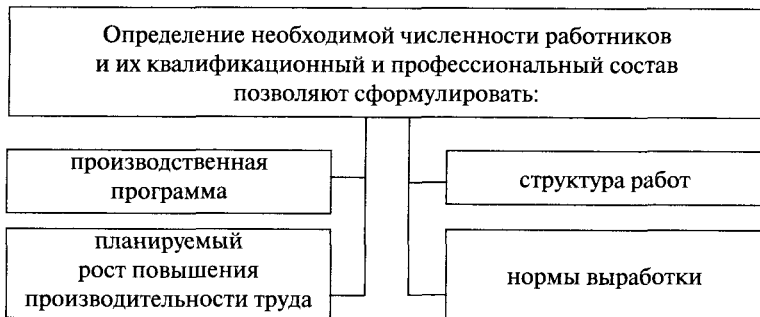 Определение необходимой численности работников
и их квалификационный и профессиональный состав
позволяют сформулировать:
производственная
программа
структура работ
планируемый
рост повышения
производительности труда
нормы выработки